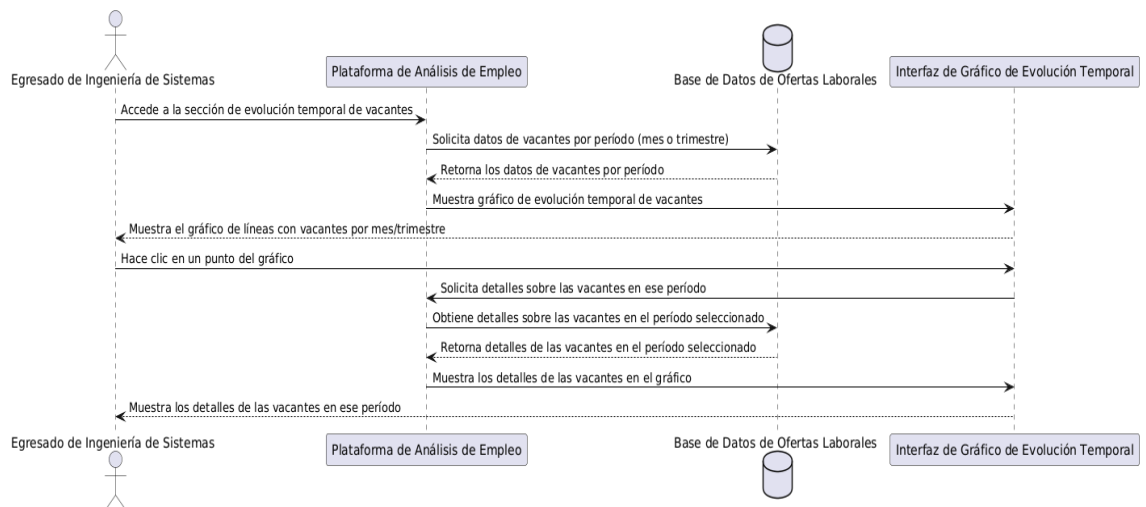 Egresado de Ingeniería de Sistemas
Plataforma de Análisis de Empleo
Base de Datos de Ofertas Laborales
Interfaz de Gráfico de Evolución Temporal
Accede a la sección de evolución temporal de vacantes
Solicita datos de vacantes por período (mes o trimestre)
Retorna los datos de vacantes por período
Muestra gráfico de evolución temporal de vacantes
Muestra el gráfico de líneas con vacantes por mes/trimestre
Hace clic en un punto del gráfico
Solicita detalles sobre las vacantes en ese período
Obtiene detalles sobre las vacantes en el período seleccionado
Retorna detalles de las vacantes en el período seleccionado
Muestra los detalles de las vacantes en el gráfico
Muestra los detalles de las vacantes en ese período
Egresado de Ingeniería de Sistemas
Plataforma de Análisis de Empleo
Base de Datos de Ofertas Laborales
Interfaz de Gráfico de Evolución Temporal